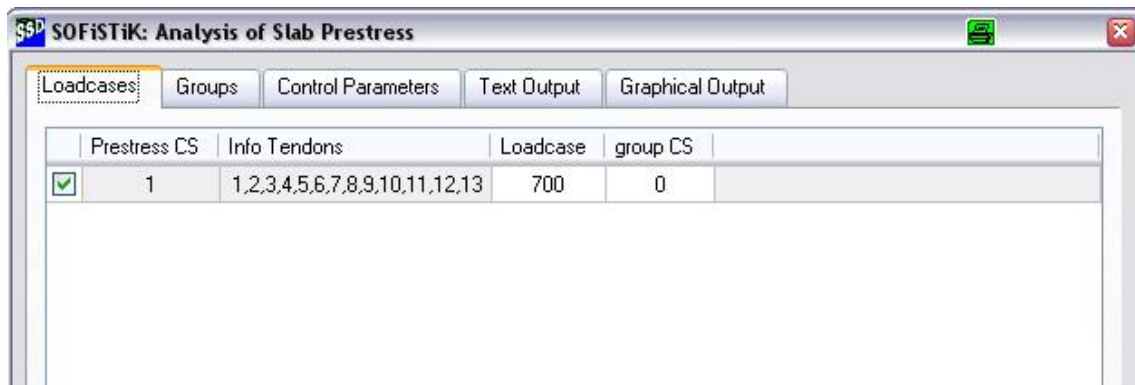 SSD SOFiSTiK: Analysis of Slab Prestress
Loadcases Groups Control Parameters Text Output Graphical Output
Prestress CS Info Tendons Loadcase group CS
1 1,2,3,4,5,6,7,8,9,10,11,12,13 700 0